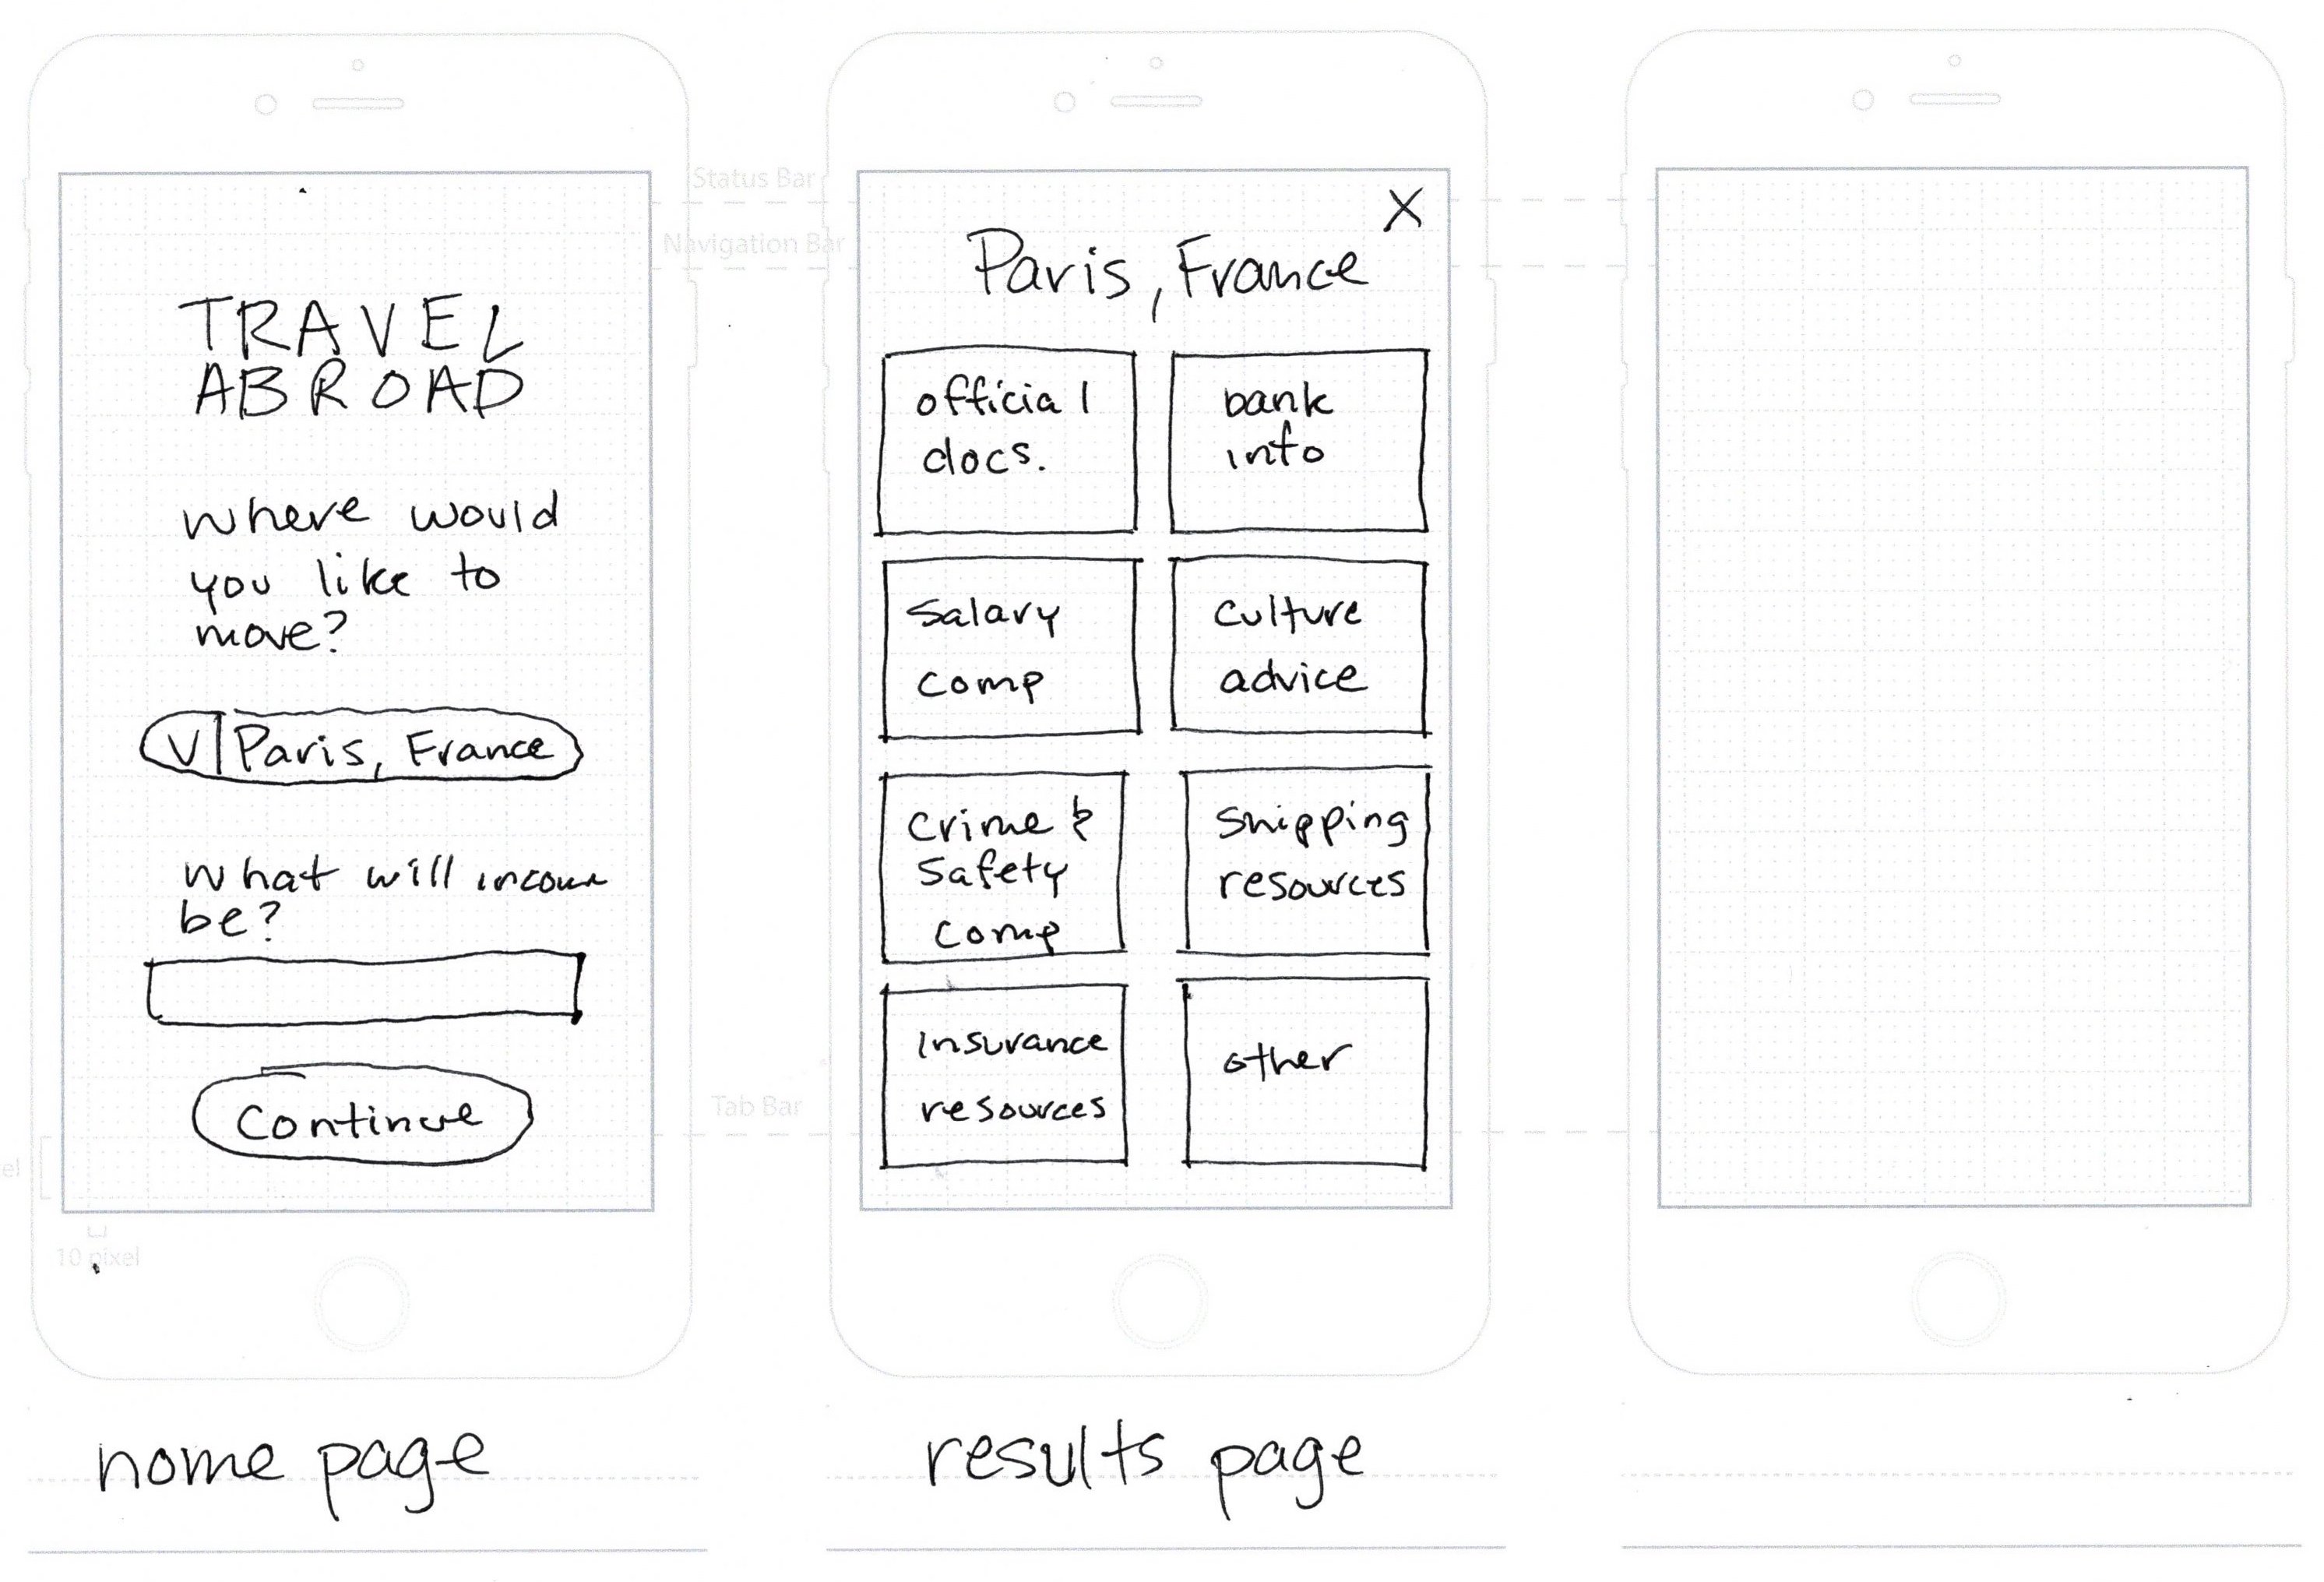 TRAVEL
ABROAD
where would
you like to
move?
V Paris, France
What will income
be?
Continue
home page
Status Bar
Navigation Bar
Tab Bar
10 pixel
X
Paris, France
official
docs.
bank
info
Salary
comp
Culture
advice
Crime &
Safety
comp
Shipping
resources
Insurance
resources
other
results page